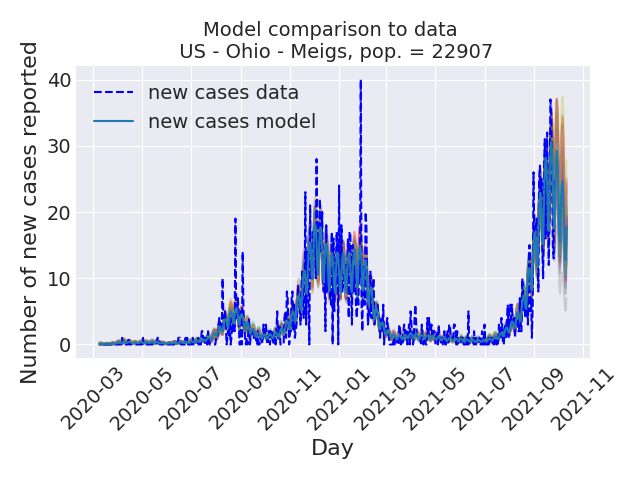 Model comparison to data
US - Ohio - Meigs, pop. = 22907
Number of new cases reported
40
30
20
10
0
new cases data
new cases model
2020-03
2020-05
2020-07
2020-09
2020-11
2021-01
2021-03
2021-05
2021-07
2021-09
2021-11
Day